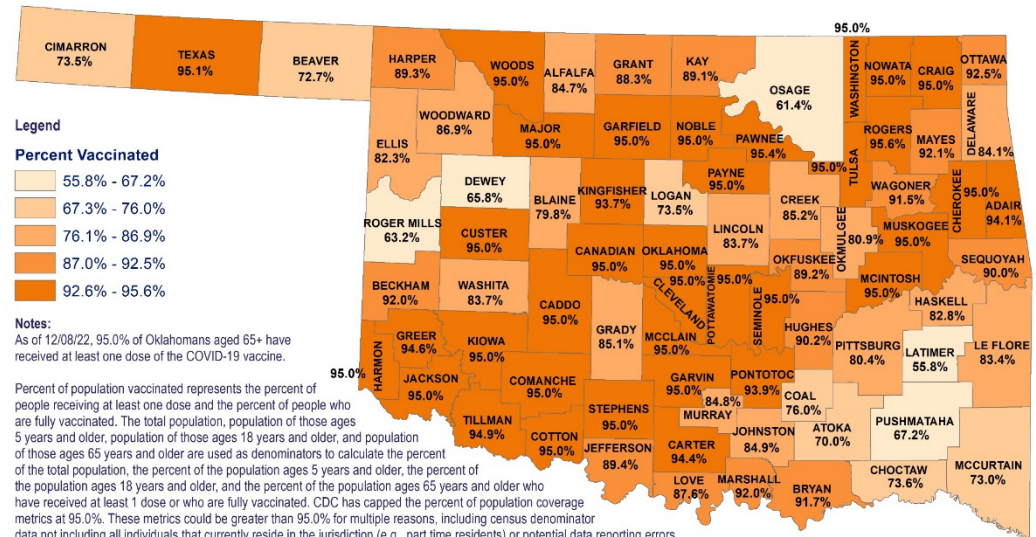 95.0%
CIMARRON
73.5%
TEXAS
95.1%
BEAVER
72.7%
HARPER
89.3%
WOODS
95.0%
ALFALFA
84.7%
GRANT
88.3%
KAY
89.1%
OSAGE
61.4%
WASHINGTON
NOWATA
95.0%
CRAIG
95.0%
OTTAWA
92.5%
WOODWARD
86.9%
MAJOR
95.0%
GARFIELD
95.0%
NOBLE
95.0%
PAWNEE
95.4%
95.0%
TULSA
ROGERS
95.6%
MAYES
92.1%
DELAWARE
84.1%
Legend
Percent Vaccinated
55.8% - 67.2%
67.3% - 76.0%
76.1% - 86.9%
87.0% - 92.5%
92.6% - 95.6%
ELLIS
82.3%
DEWEY
65.8%
BLAINE
79.8%
KINGFISHER
93.7%
LOGAN
73.5%
PAYNE
95.0%
CREEK
85.2%
WAGONER
91.5%
CHEROKEE
95.0%
ADAIR
94.1%
ROGER MILLS
63.2%
CUSTER
95.0%
CANADIAN
95.0%
OKLAHOMA
95.0%
LINCOLN
83.7%
OKMULGEE
80.9%
MUSKOGEE
95.0%
OKFUSKEE
89.2%
MCINTOSH
95.0%
SEQUOYAH
90.0%
BECKHAM
92.0%
WASHITA
83.7%
CADDO
95.0%
GRADY
85.1%
95.0%
CLEVELAND
MCCLAIN
95.0%
POTTAWATOMIE
95.0%
SEMINOLE
95.0%
HUGHES
90.2%
PITTSBURG
80.4%
HASKELL
82.8%
LATIMER
55.8%
LE FLORE
83.4%
Notes:
As of 12/08/22, 95.0% of Oklahomans aged 65+ have
received at least one dose of the COVID-19 vaccine.
95.0%
HARMON
GREER
94.6%
KIOWA
95.0%
JACKSON
95.0%
COMANCHE
95.0%
TILLMAN
94.9%
COTTON
95.0%
STEPHENS
95.0%
JEFFERSON
89.4%
GARVIN
95.0%
PONTOTOC
93.9%
84.8%
MURRAY
COAL
76.0%
JOHNSTON
84.9%
ATOKA
70.0%
PUSHMATAHA
67.2%
CARTER
94.4%
LOVE
87.6%
MARSHALL
92.0%
BRYAN
91.7%
CHOCTAW
73.6%
MCCURTAIN
73.0%
Percent of population vaccinated represents the percent of
people receiving at least one dose and the percent of people who
are fully vaccinated. The total population, population of those ages
5 years and older, population of those ages 18 years and older, and population
of those ages 65 years and older are used as denominators to calculate the percent
of the total population, the percent of the population ages 5 years and older, the percent of
the population ages 18 years and older, and the percent of the population ages 65 years and older who
have received at least 1 dose or who are fully vaccinated. CDC has capped the percent of population coverage
metrics at 95.0%. These metrics could be greater than 95.0% for multiple reasons, including census denominator
data not including all individuals that currently reside in the jurisdiction (e.g., part time residents) or potential data reporting errors.